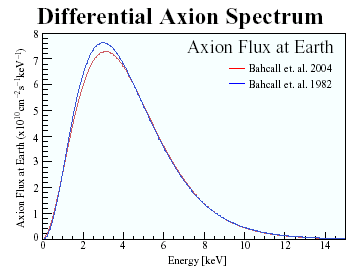 Differential Axion Spectrum
Axion Flux at Earth
Bahcall et. al. 2004
Bahcall et. al. 1982
Axion Flux at Earth (x10¹⁰cm⁻²s⁻¹keV⁻¹)
8
7
6
5
4
3
2
1
0
0 2 4 6 8 10 12 14
Energy [keV]